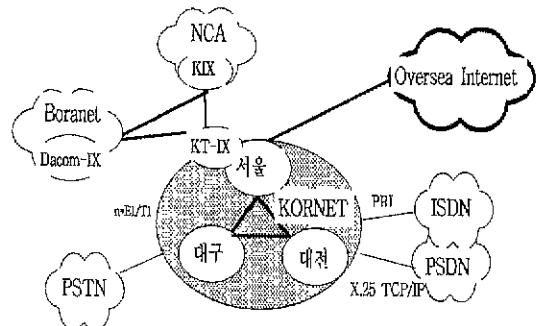 NCA
KIX
Oversea Internet
Boranet
Dacom-IX
KT-IX
서울
n*E1/T1
KORNET
PRI
ISDN
대구
대전
PSDN
PSTN
X.25 TCP/IP